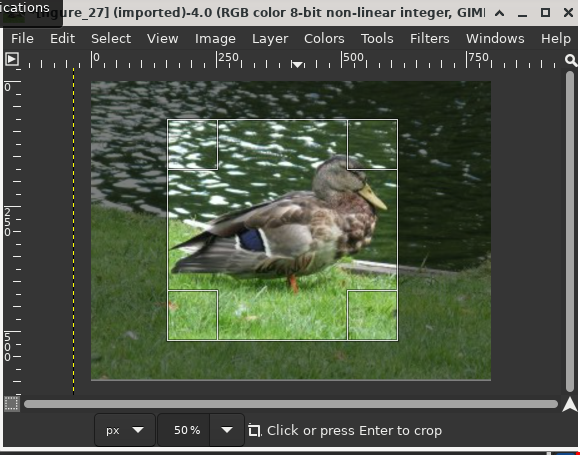 ications
[figure_27] (imported)-4.0 (RGB color 8-bit non-linear integer, GIM
File Edit Select View Image Layer Colors Tools Filters Windows Help
0 250 500 750
0
250
500
px 50 % Click or press Enter to crop